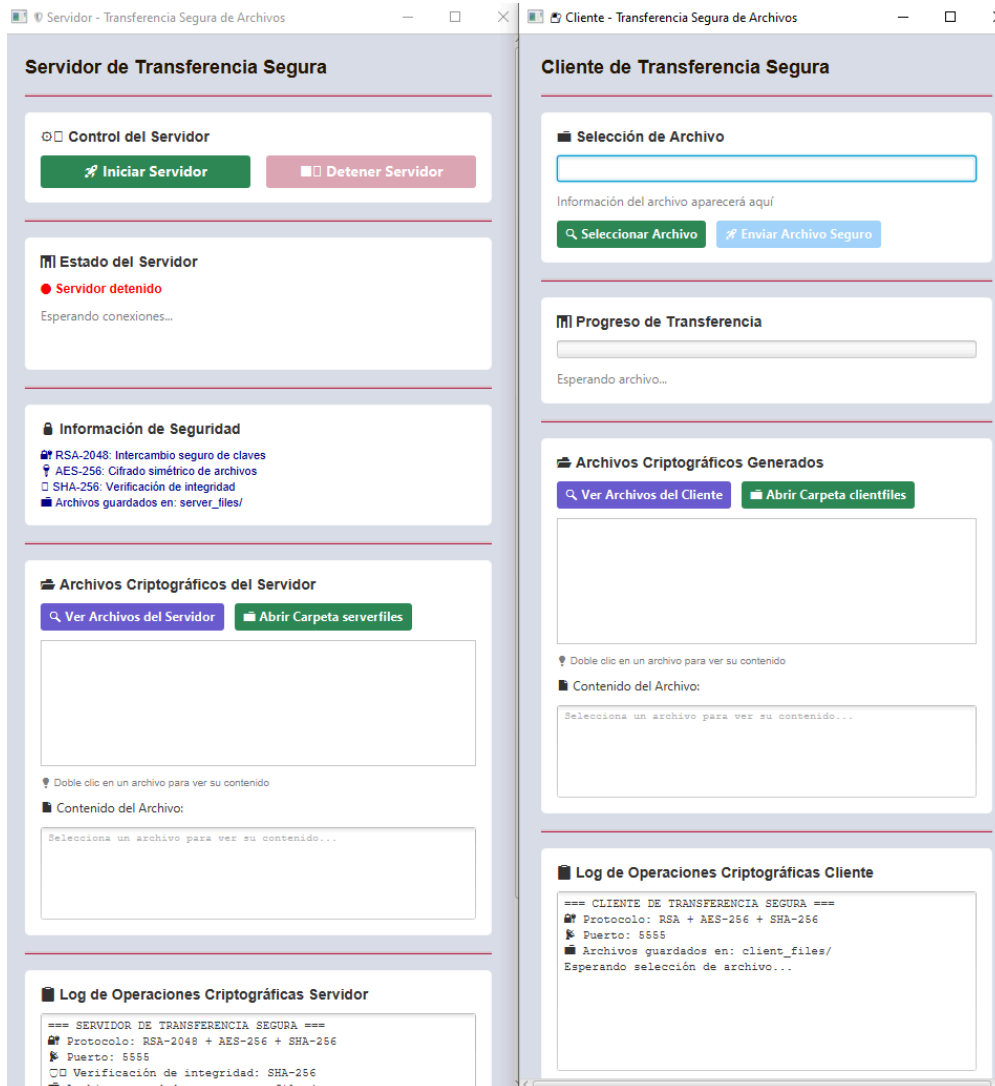 Servidor - Transferencia Segura de Archivos
Servidor de Transferencia Segura
Control del Servidor
Iniciar Servidor
Detener Servidor
Estado del Servidor
Servidor detenido
Esperando conexiones...
Información de Seguridad
RSA-2048: Intercambio seguro de claves
AES-256: Cifrado simétrico de archivos
SHA-256: Verificación de integridad
Archivos guardados en: server_files/
Archivos Criptográficos del Servidor
Ver Archivos del Servidor
Abrir Carpeta serverfiles
Doble clic en un archivo para ver su contenido
Contenido del Archivo:
Selecciona un archivo para ver su contenido...
Log de Operaciones Criptográficas Servidor
=== SERVIDOR DE TRANSFERENCIA SEGURA ===
Protocolo: RSA-2048 + AES-256 + SHA-256
Puerto: 5555
Verificación de integridad: SHA-256
Cliente - Transferencia Segura de Archivos
Cliente de Transferencia Segura
Selección de Archivo
Información del archivo aparecerá aquí
Seleccionar Archivo
Enviar Archivo Seguro
Progreso de Transferencia
Esperando archivo...
Archivos Criptográficos Generados
Ver Archivos del Cliente
Abrir Carpeta clientfiles
Doble clic en un archivo para ver su contenido
Contenido del Archivo:
Selecciona un archivo para ver su contenido...
Log de Operaciones Criptográficas Cliente
=== CLIENTE DE TRANSFERENCIA SEGURA ===
Protocolo: RSA + AES-256 + SHA-256
Puerto: 5555
Archivos guardados en: client_files/
Esperando selección de archivo...